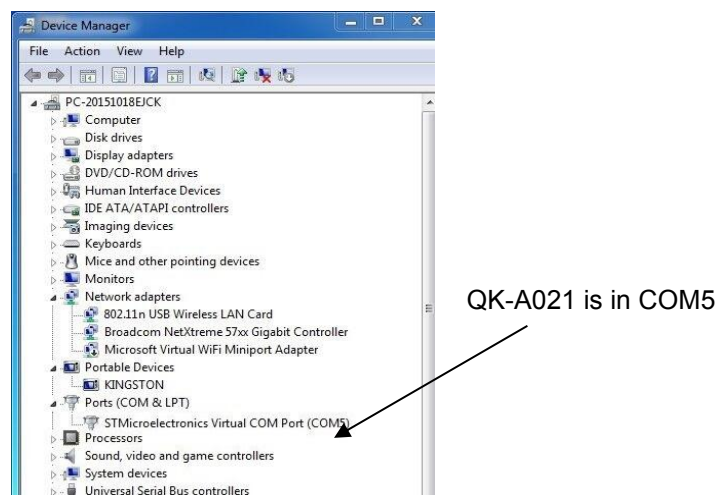 Device Manager
File Action View Help
PC-20151018EJCK
Computer
Disk drives
Display adapters
DVD/CD-ROM drives
Human Interface Devices
IDE ATA/ATAPI controllers
Imaging devices
Keyboards
Mice and other pointing devices
Monitors
Network adapters
802.11n USB Wireless LAN Card
Broadcom NetXtreme 57xx Gigabit Controller
Microsoft Virtual WiFi Miniport Adapter
Portable Devices
KINGSTON
Ports (COM & LPT)
STMicroelectronics Virtual COM Port (COM5)
Processors
Sound, video and game controllers
System devices
Universal Serial Bus controllers
QK-A021 is in COM5